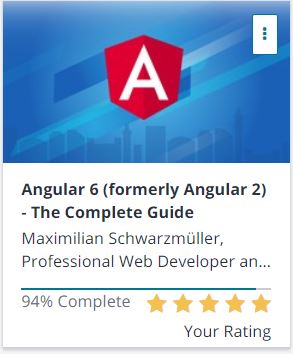 A
Angular 6 (formerly Angular 2)
- The Complete Guide
Maximilian Schwarzmüller,
Professional Web Developer an...
94% Complete
Your Rating